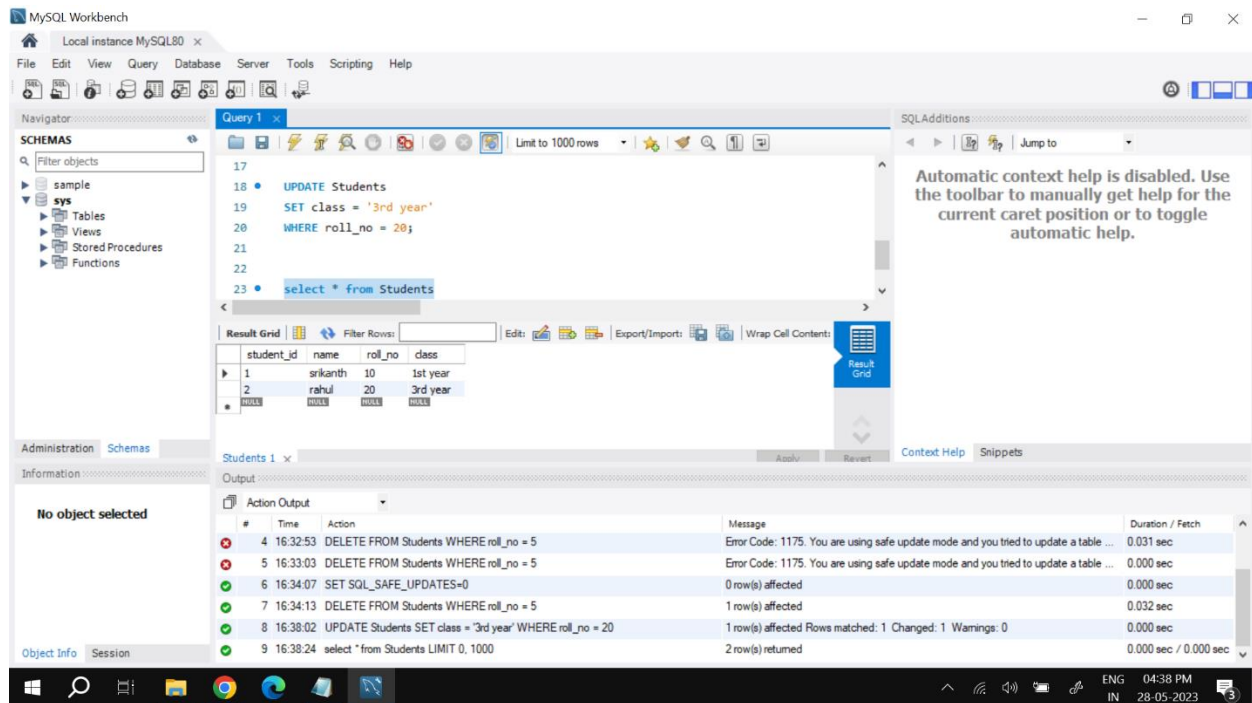 MySQL Workbench
Local instance MySQL80
File Edit View Query Database Server Tools Scripting Help
Navigator
SCHEMAS
Filter objects
sample
sys
Tables
Views
Stored Procedures
Functions
Administration Schemas
Information
No object selected
Object Info Session
Query 1
Limit to 1000 rows
17
18 UPDATE Students
19 SET class = '3rd year'
20 WHERE roll_no = 20;
21
22
23 select * from Students
Result Grid Filter Rows: Edit: Export/Import: Wrap Cell Content:
student_id name roll_no class
1 srikanth 10 1st year
2 rahul 20 3rd year
NULL NULL NULL NULL
Result Grid
Students 1 Apply Revert
SQLAdditions
Jump to
Automatic context help is disabled. Use
the toolbar to manually get help for the
current caret position or to toggle
automatic help.
Context Help Snippets
Output
Action Output
# Time Action Message Duration / Fetch
4 16:32:53 DELETE FROM Students WHERE roll_no = 5 Error Code: 1175. You are using safe update mode and you tried to update a table ... 0.031 sec
5 16:33:03 DELETE FROM Students WHERE roll_no = 5 Error Code: 1175. You are using safe update mode and you tried to update a table ... 0.000 sec
6 16:34:07 SET SQL_SAFE_UPDATES=0 0 row(s) affected 0.000 sec
7 16:34:13 DELETE FROM Students WHERE roll_no = 5 1 row(s) affected 0.032 sec
8 16:38:02 UPDATE Students SET class = '3rd year' WHERE roll_no = 20 1 row(s) affected Rows matched: 1 Changed: 1 Warnings: 0 0.000 sec
9 16:38:24 select * from Students LIMIT 0, 1000 2 row(s) returned 0.000 sec / 0.000 sec
ENG 04:38 PM
IN 28-05-2023
3